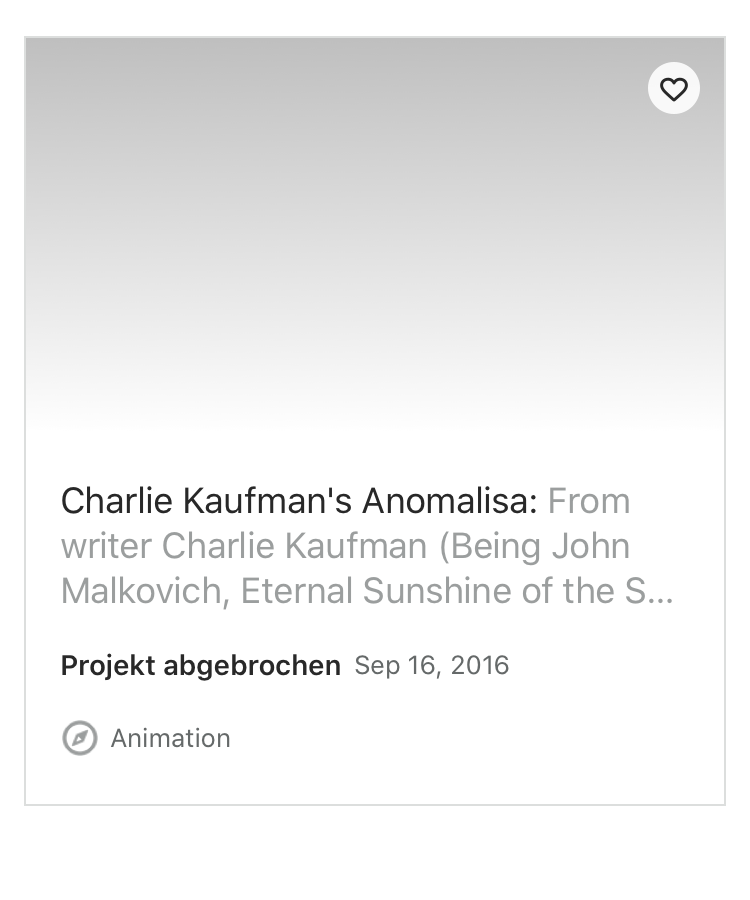 Charlie Kaufman's Anomalisa: From
writer Charlie Kaufman (Being John
Malkovich, Eternal Sunshine of the S...
Projekt abgebrochen Sep 16, 2016
Animation